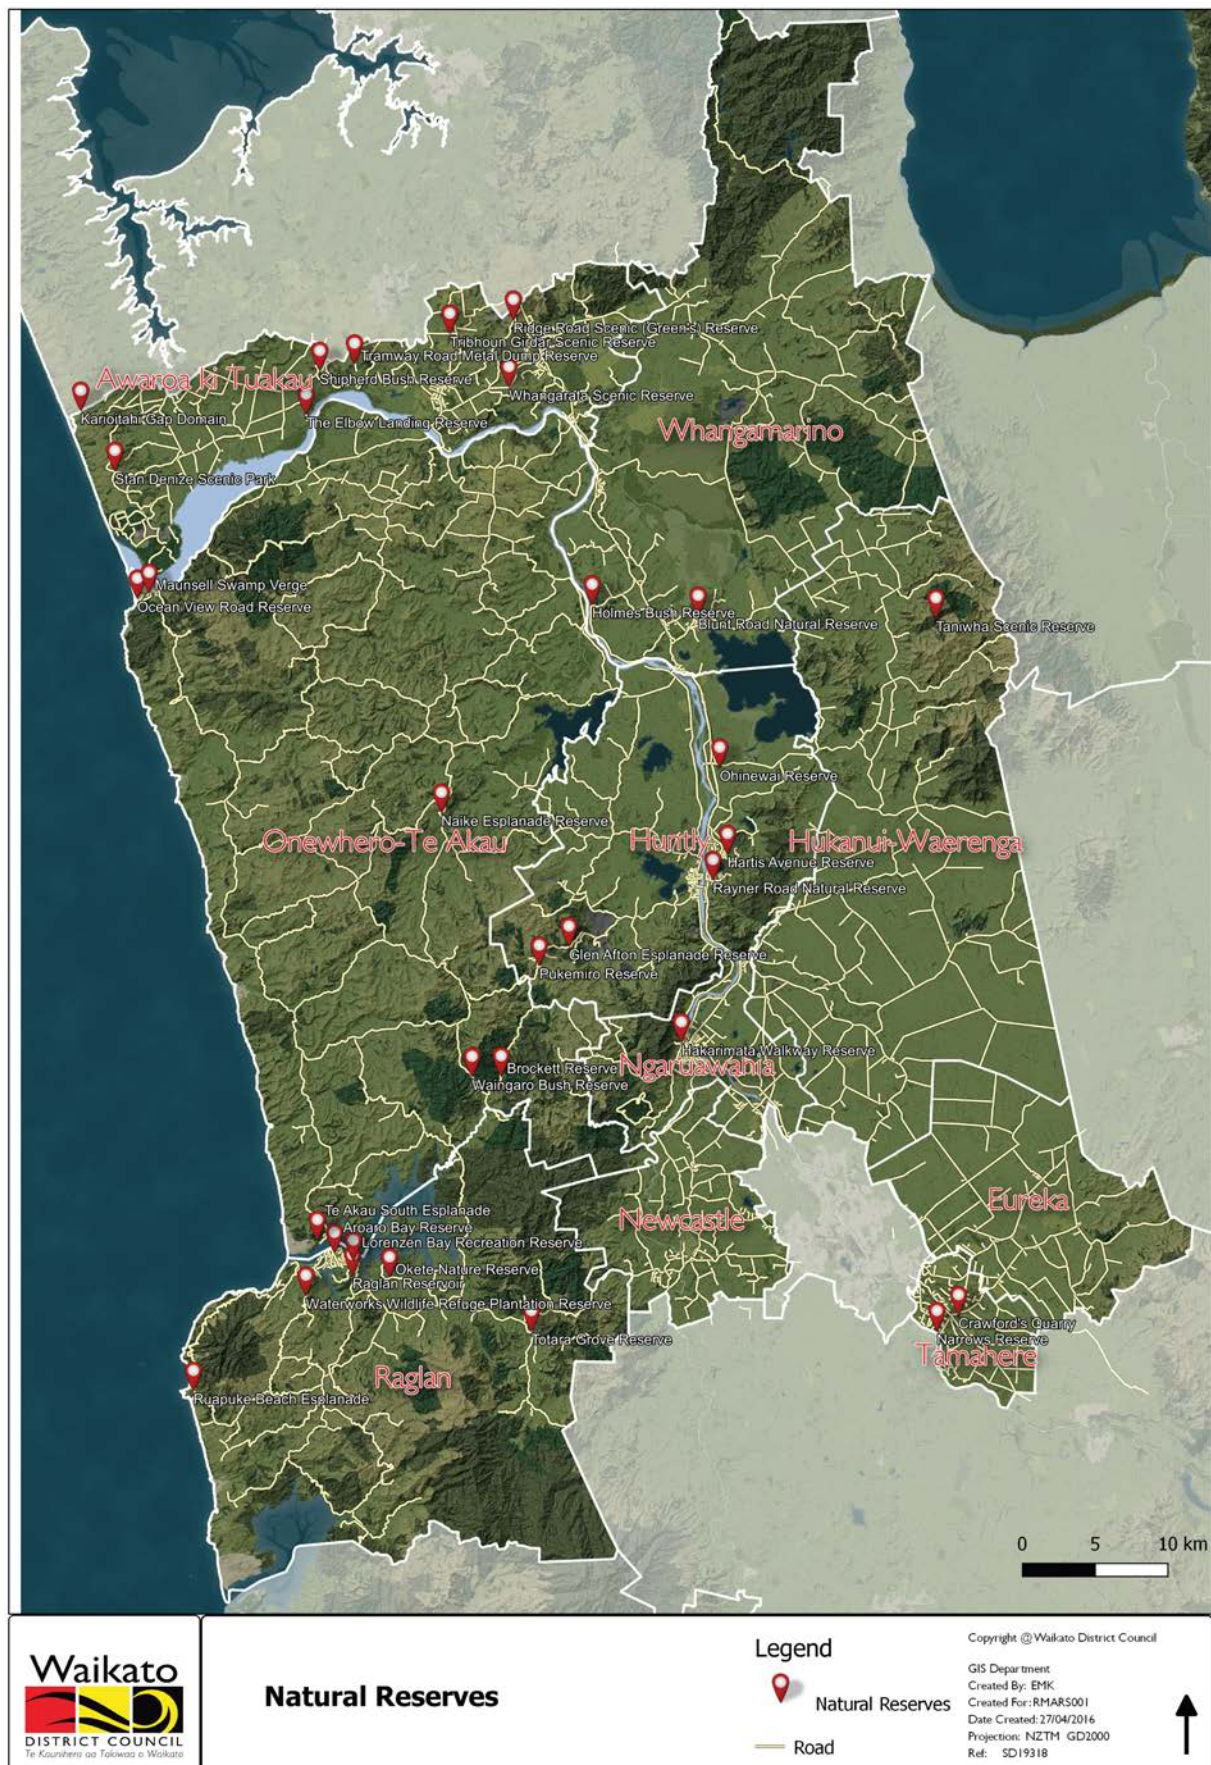 Ridge Road Scenic (Green's) Reserve
Tribhoun Girdar Scenic Reserve
Tramway Road Metal Dump Reserve
Awaroa ki Tuakau
Shipherd Bush Reserve
Whangarata Scenic Reserve
Karioitahi Gap Domain
The Elbow Landing Reserve
Whangamarino
Stan Denize Scenic Park
Maunsell Swamp Verge
Ocean View Road Reserve
Holmes Bush Reserve
Blunt Road Natural Reserve
Taniwha Scenic Reserve
Ohinewai Reserve
Naike Esplanade Reserve
Onewhero-Te Akau
Huntly
Hukanui-Waerenga
Hartis Avenue Reserve
Rayner Road Natural Reserve
Glen Afton Esplanade Reserve
Pukemiro Reserve
Hakarimata Walkway Reserve
Ngaruawahia
Brockett Reserve
Waingaro Bush Reserve
Eureka
Te Akau South Esplanade
Newcastle
Aroaro Bay Reserve
Lorenzen Bay Recreation Reserve
Okete Nature Reserve
Raglan Reservoir
Waterworks Wildlife Refuge Plantation Reserve
Crawford's Quarry
Totara Grove Reserve
Narrows Reserve
Tamahere
Raglan
Ruapuke Beach Esplanade
0 5 10 km
Waikato
DISTRICT COUNCIL
Te Kaunihera aa Takiwaa o Waikato
Natural Reserves
Legend
Natural Reserves
Road
Copyright @ Waikato District Council
GIS Department
Created By: EMK
Created For: RMARS001
Date Created: 27/04/2016
Projection: NZTM GD2000
Ref: SD19318